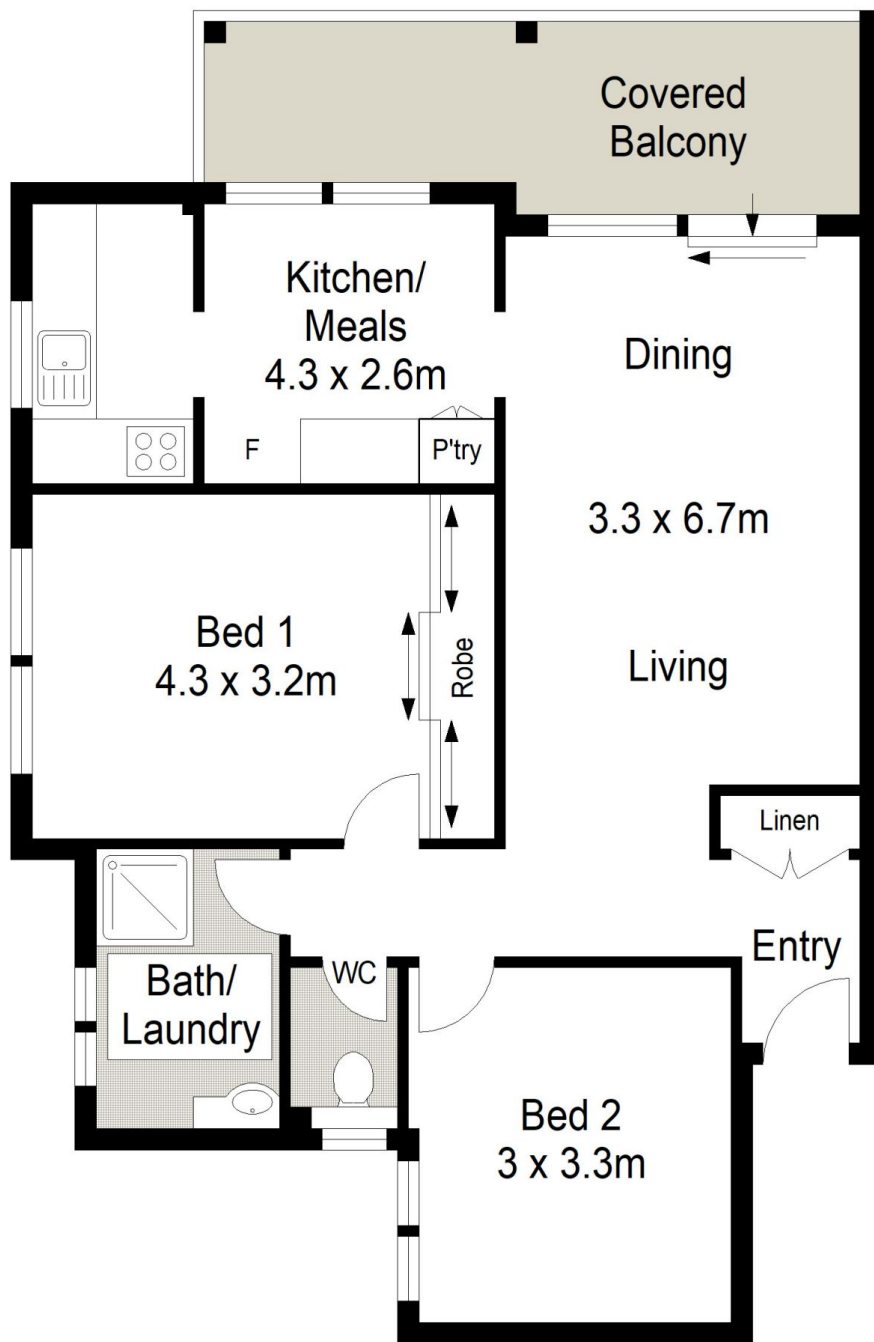 Covered
Balcony
Kitchen/
Meals
4.3 x 2.6m
Dining
F
P'try
3.3 x 6.7m
Bed 1
4.3 x 3.2m
Robe
Living
Linen
Entry
WC
Bath/
Laundry
Bed 2
3 x 3.3m